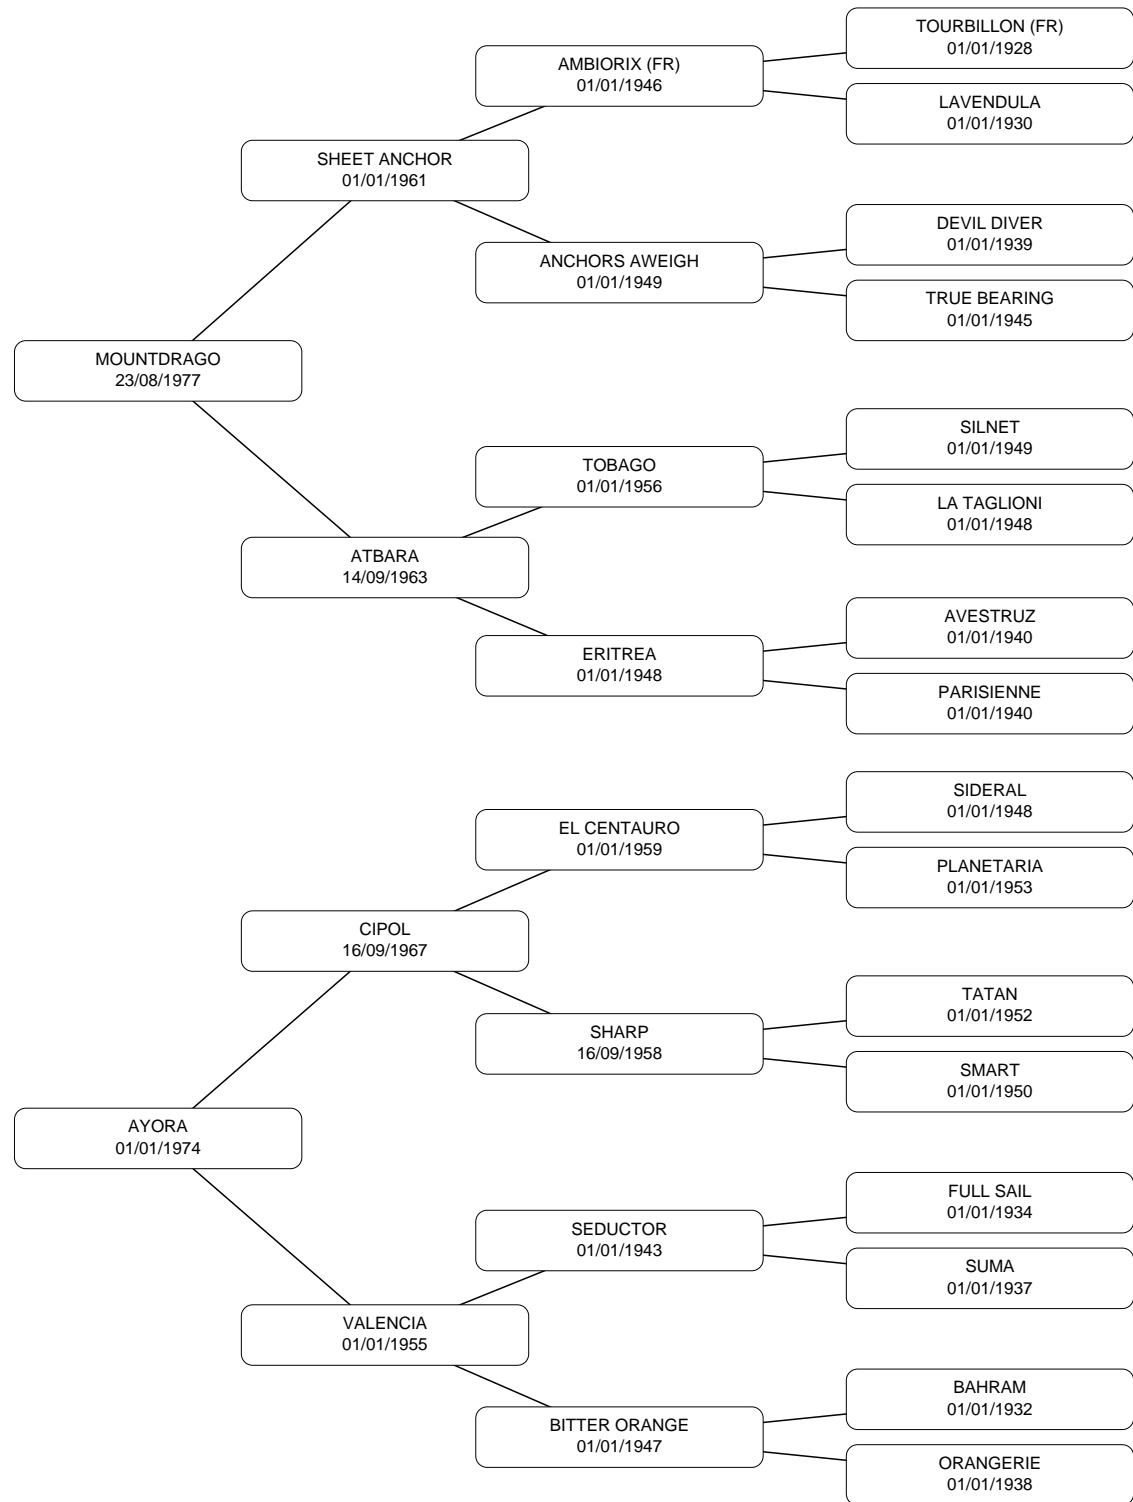 TOURBILLON (FR)
01/01/1928
AMBIORIX (FR)
01/01/1946
LAVENDULA
01/01/1930
SHEET ANCHOR
01/01/1961
DEVIL DIVER
01/01/1939
ANCHORS AWEIGH
01/01/1949
TRUE BEARING
01/01/1945
MOUNTDRAGO
23/08/1977
SILNET
01/01/1949
TOBAGO
01/01/1956
LA TAGLIONI
01/01/1948
ATBARA
14/09/1963
AVESTRUZ
01/01/1940
ERITREA
01/01/1948
PARISIENNE
01/01/1940
SIDERAL
01/01/1948
EL CENTAURO
01/01/1959
PLANETARIA
01/01/1953
CIPOL
16/09/1967
TATAN
01/01/1952
SHARP
16/09/1958
SMART
01/01/1950
AYORA
01/01/1974
FULL SAIL
01/01/1934
SEDUCTOR
01/01/1943
SUMA
01/01/1937
VALENCIA
01/01/1955
BAHRAM
01/01/1932
BITTER ORANGE
01/01/1947
ORANGERIE
01/01/1938